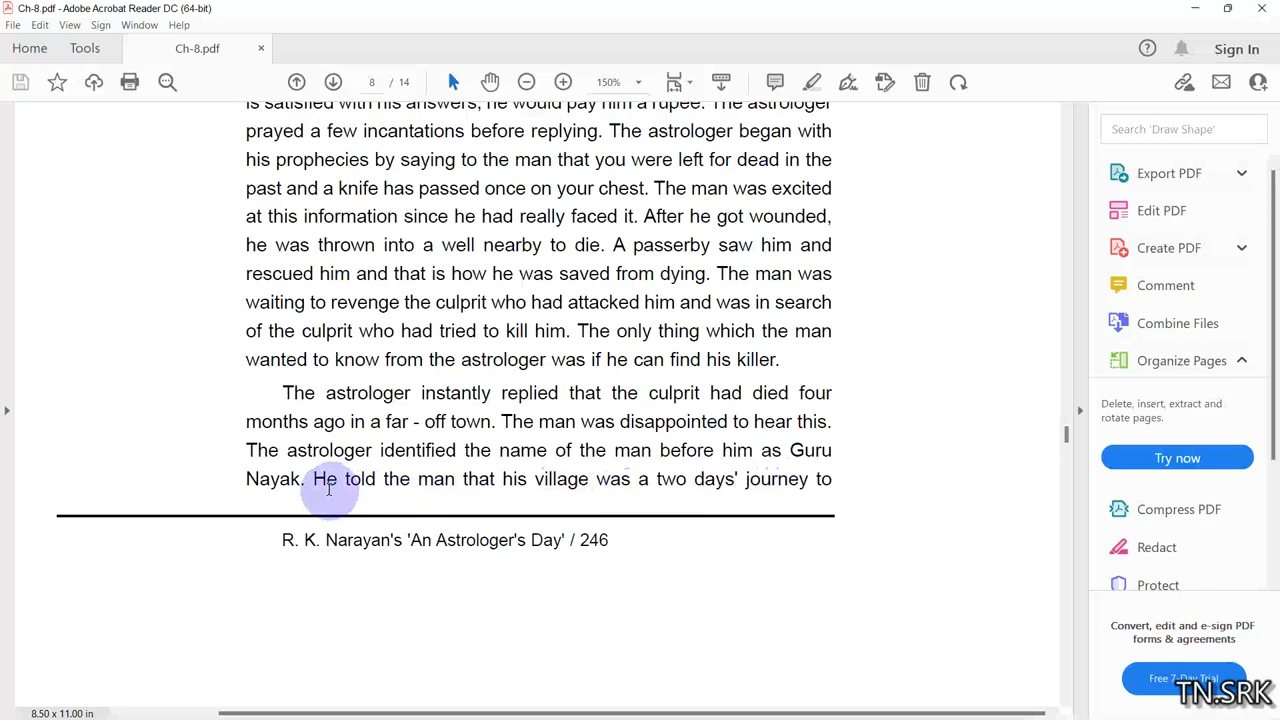 Ch-8.pdf - Adobe Acrobat Reader DC (64-bit)
File Edit View Sign Window Help
Home Tools Ch-8.pdf × Sign In
8 / 14 150%
is satisfied with his answers, he would pay him a rupee. The astrologer
prayed a few incantations before replying. The astrologer began with
his prophecies by saying to the man that you were left for dead in the
past and a knife has passed once on your chest. The man was excited
at this information since he had really faced it. After he got wounded,
he was thrown into a well nearby to die. A passerby saw him and
rescued him and that is how he was saved from dying. The man was
waiting to revenge the culprit who had attacked him and was in search
of the culprit who had tried to kill him. The only thing which the man
wanted to know from the astrologer was if he can find his killer.
The astrologer instantly replied that the culprit had died four
months ago in a far - off town. The man was disappointed to hear this.
The astrologer identified the name of the man before him as Guru
Nayak. He told the man that his village was a two days' journey to
R. K. Narayan's 'An Astrologer's Day' / 246
8.50 x 11.00 in
Search 'Draw Shape'
Export PDF
Edit PDF
Create PDF
Comment
Combine Files
Organize Pages
Delete, insert, extract and
rotate pages.
Try now
Compress PDF
Redact
Protect
Convert, edit and e-sign PDF
forms & agreements
Free 7-Day Trial
TN.SRK